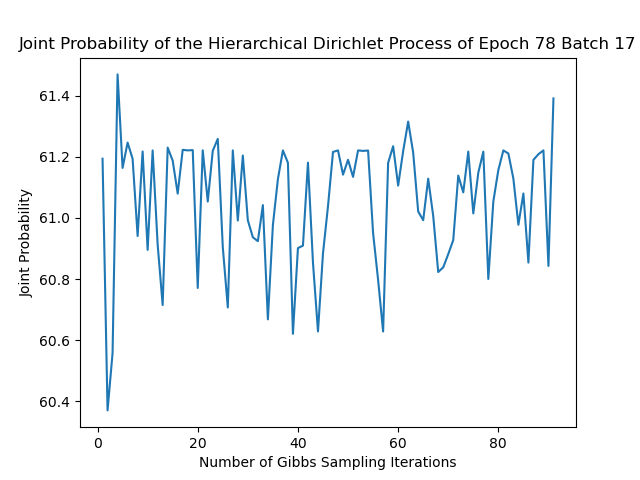 Joint Probability of the Hierarchical Dirichlet Process of Epoch 78 Batch 17
61.4
61.2
61.0
60.8
60.6
60.4
Joint Probability
0 20 40 60 80
Number of Gibbs Sampling Iterations